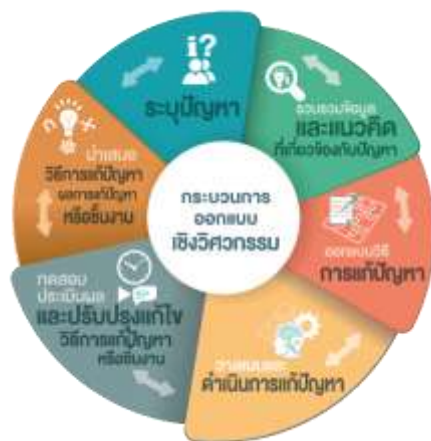 กระบวนการ
ออกแบบ
เชิงวิศวกรรม
i?
ระบุปัญหา
รวบรวมข้อมูล
และแนวคิด
ที่เกี่ยวข้องกับปัญหา
ออกแบบวิธี
การแก้ปัญหา
วางแผนและ
ดำเนินการแก้ปัญหา
ทดสอบ
ประเมินผล
และปรับปรุงแก้ไข
วิธีการแก้ปัญหา
หรือชิ้นงาน
นำเสนอ
วิธีการแก้ปัญหา
ผลการแก้ปัญหา
หรือชิ้นงาน